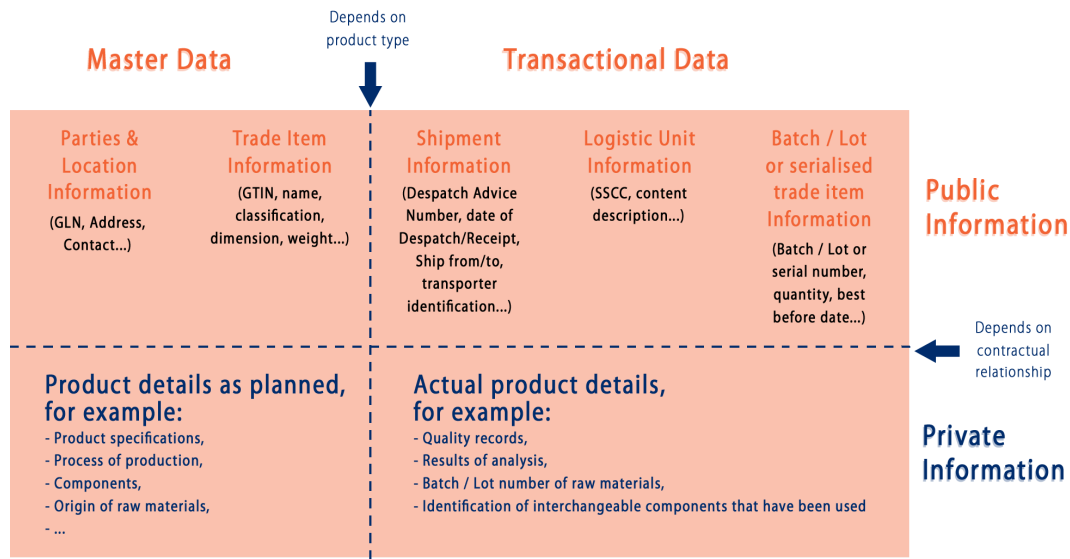 Depends on
product type
Master Data
Transactional Data
Parties &
Location
Information
(GLN, Address,
Contact...)
Trade Item
Information
(GTIN, name,
classification,
dimension, weight...)
Shipment
Information
(Despatch Advice
Number, date of
Despatch/Receipt,
Ship from/to,
transporter
identification...)
Logistic Unit
Information
(SSCC, content
description...)
Batch / Lot
or serialised
trade item
Information
(Batch / Lot or
serial number,
quantity, best
before date...)
Public
Information
Depends on
contractual
relationship
Product details as planned,
for example:
- Product specifications,
- Process of production,
- Components,
- Origin of raw materials,
- ...
Actual product details,
for example:
- Quality records,
- Results of analysis,
- Batch / Lot number of raw materials,
- Identification of interchangeable components that have been used
Private
Information